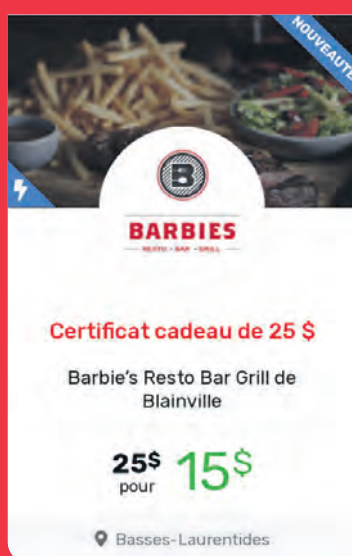 NOUVEAUTÉ
B
BARBIES
RESTO - BAR - GRILL
Certificat cadeau de 25 $
Barbie's Resto Bar Grill de
Blainville
25$ 15$
pour
Basses-Laurentides